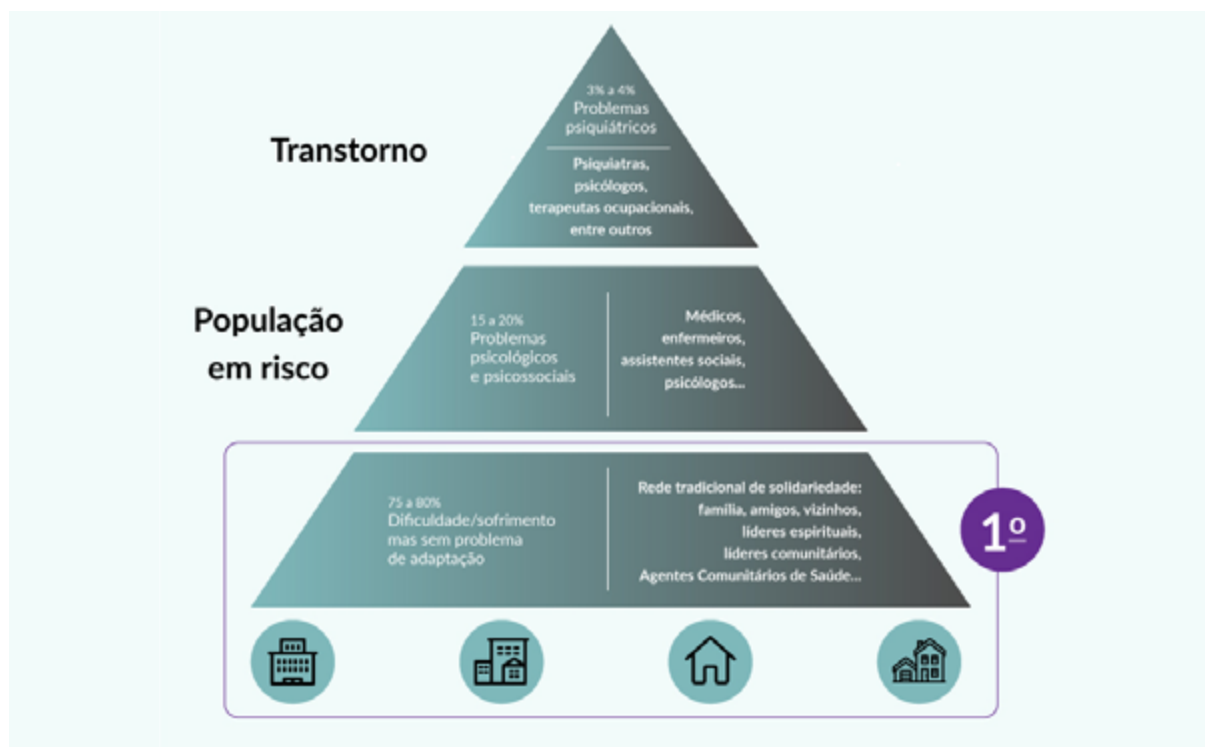 3% a 4%
Problemas
psiquiátricos
Psiquiatras,
psicólogos,
terapeutas ocupacionais,
entre outros
Transtorno
População
em risco
15 a 20%
Problemas
psicológicos
e psicossociais
Médicos,
enfermeiros,
assistentes sociais,
psicólogos...
75 a 80%
Dificuldade/sofrimento
mas sem problema
de adaptação
Rede tradicional de solidariedade:
família, amigos, vizinhos,
líderes espirituais,
líderes comunitários,
Agentes Comunitários de Saúde...
1º